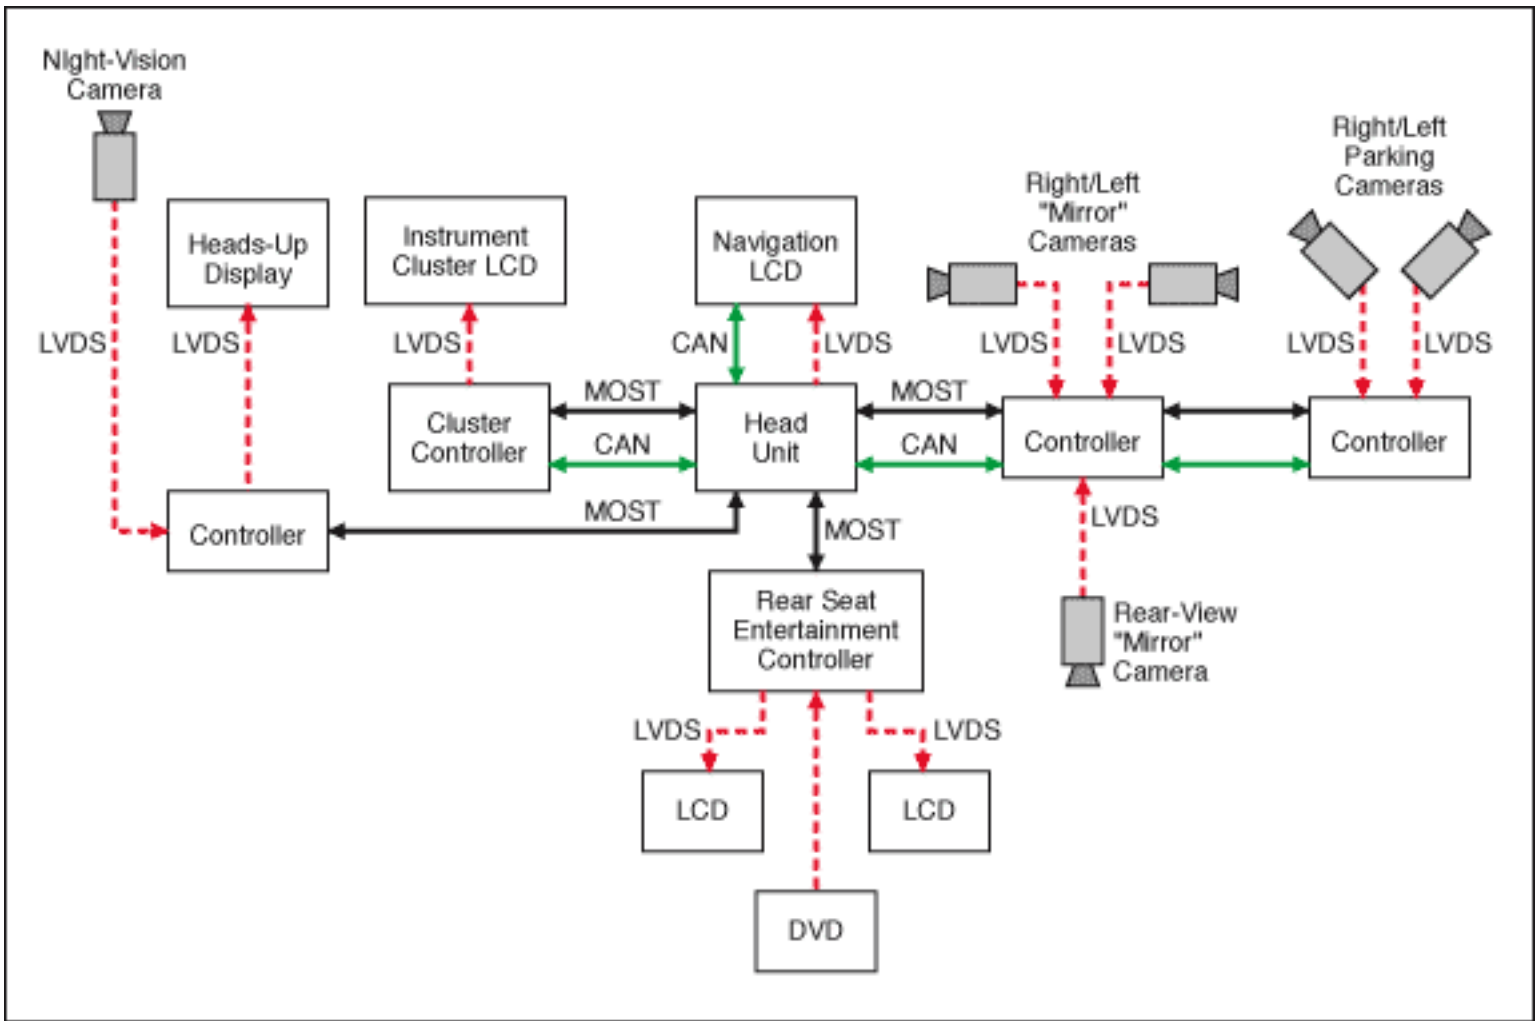 NIght-Vision
Camera
Right/Left
Parking
Cameras
Right/Left
"Mirror"
Cameras
Heads-Up
Display
Instrument
Cluster LCD
Navigation
LCD
LVDS
LVDS
LVDS
CAN
LVDS
LVDS
LVDS
LVDS
LVDS
MOST
MOST
Cluster
Controller
Head
Unit
Controller
Controller
CAN
CAN
MOST
LVDS
Controller
MOST
Rear Seat
Entertainment
Controller
Rear-View
"Mirror"
Camera
LVDS
LVDS
LCD
LCD
DVD